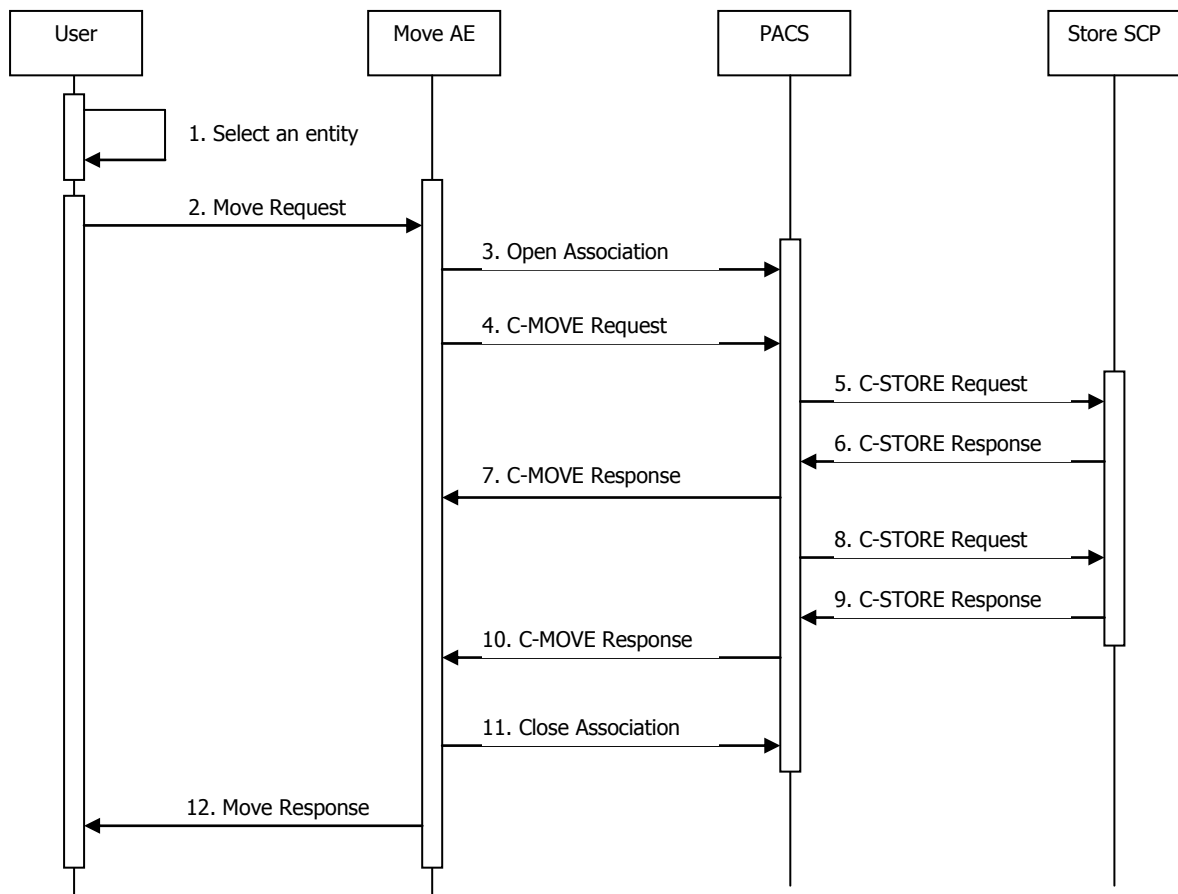 User
Move AE
PACS
Store SCP
1. Select an entity
2. Move Request
3. Open Association
4. C-MOVE Request
5. C-STORE Request
6. C-STORE Response
7. C-MOVE Response
8. C-STORE Request
9. C-STORE Response
10. C-MOVE Response
11. Close Association
12. Move Response